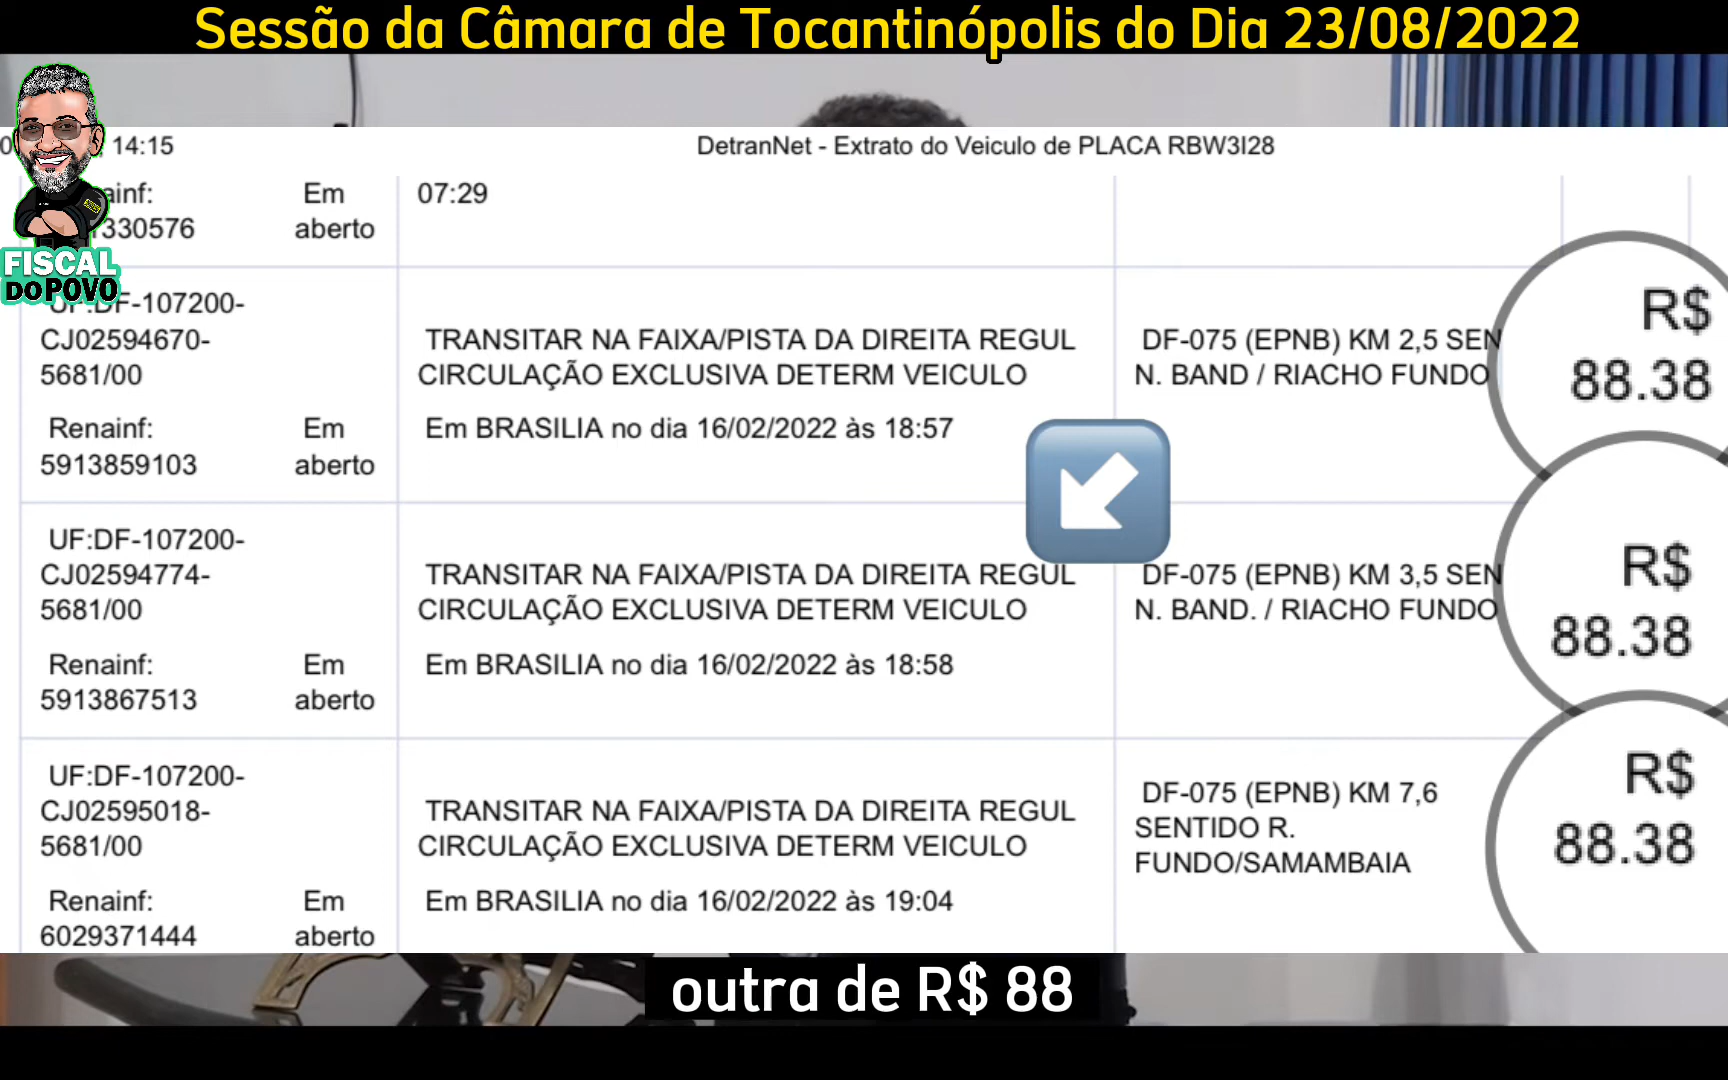 Sessão da Câmara de Tocantinópolis do Dia 23/08/2022
14:15
DetranNet - Extrato do Veiculo de PLACA RBW3I28
Em
07:29
330576
aberto
FISCAL
DO POVO
UF:DF-107200-
CJ02594670-
5681/00
TRANSITAR NA FAIXA/PISTA DA DIREITA REGUL
CIRCULAÇÃO EXCLUSIVA DETERM VEICULO
DF-075 (EPNB) KM 2,5 SEN
N. BAND / RIACHO FUNDO
R$
88.38
Renainf:
5913859103
Em
aberto
Em BRASILIA no dia 16/02/2022 às 18:57
UF:DF-107200-
CJ02594774-
5681/00
TRANSITAR NA FAIXA/PISTA DA DIREITA REGUL
CIRCULAÇÃO EXCLUSIVA DETERM VEICULO
DF-075 (EPNB) KM 3,5 SEN
N. BAND. / RIACHO FUNDO
R$
88.38
Renainf:
5913867513
Em
aberto
Em BRASILIA no dia 16/02/2022 às 18:58
UF:DF-107200-
CJ02595018-
5681/00
TRANSITAR NA FAIXA/PISTA DA DIREITA REGUL
CIRCULAÇÃO EXCLUSIVA DETERM VEICULO
DF-075 (EPNB) KM 7,6
SENTIDO R.
FUNDO/SAMAMBAIA
R$
88.38
Renainf:
6029371444
Em
aberto
Em BRASILIA no dia 16/02/2022 às 19:04
outra de R$ 88